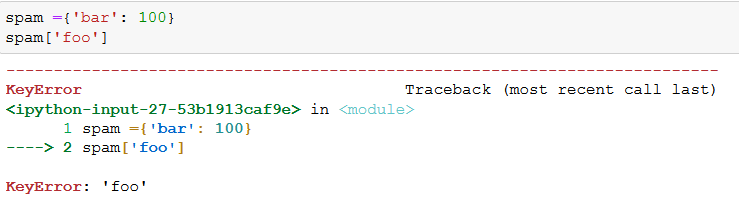 spam ={'bar': 100}
spam['foo']
---------------------------------------------------------------------------
KeyError                                  Traceback (most recent call last)
<ipython-input-27-53b1913caf9e> in <module>
      1 spam ={'bar': 100}
----> 2 spam['foo']
KeyError: 'foo'